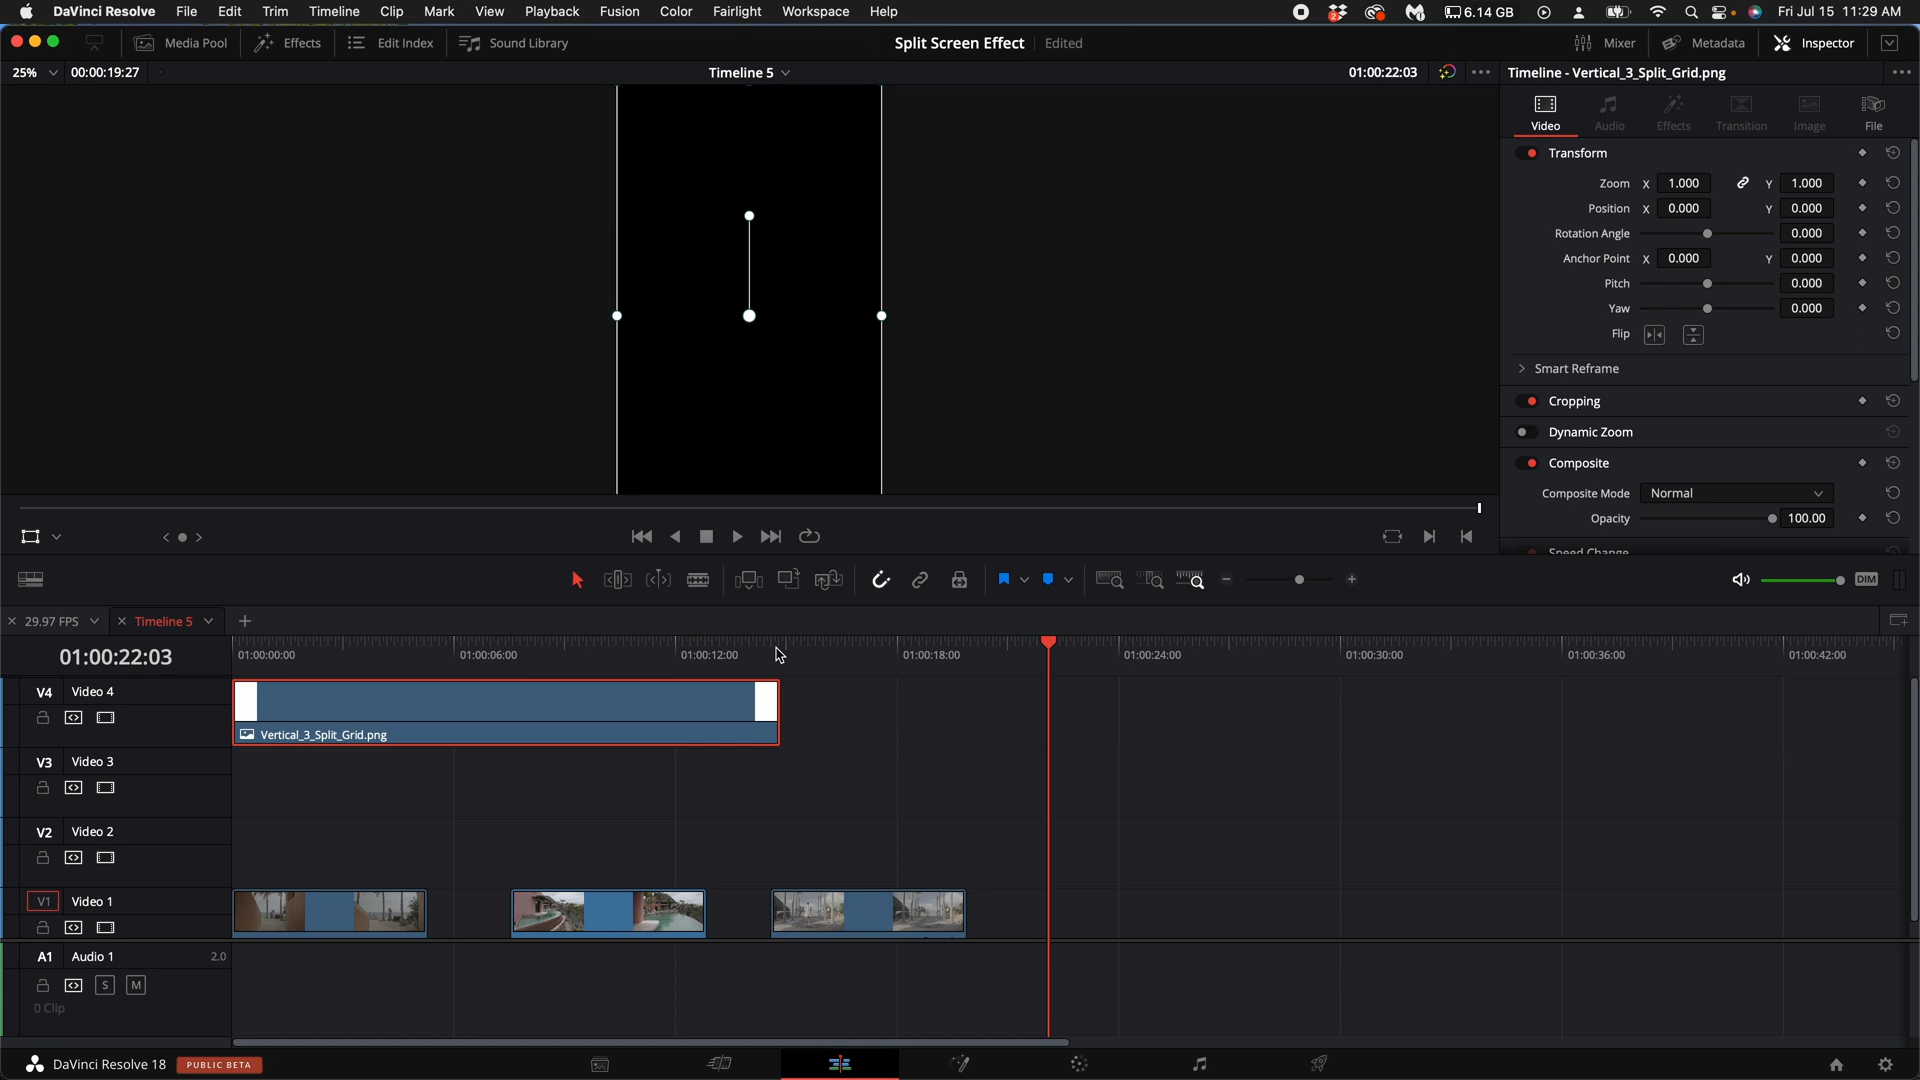 DaVinci Resolve File Edit Trim Timeline Clip Mark View Playback Fusion Color Fairlight Workspace Help 2 6.14 GB Fri Jul 15 11:29 AM
Media Pool Effects Edit Index Sound Library Split Screen Effect Edited Mixer Metadata Inspector
25% 00:00:19:27 Timeline 5 01:00:22:03 Timeline - Vertical_3_Split_Grid.png
Video Audio Effects Transition Image File
Transform
Zoom X 1.000 Y 1.000
Position X 0.000 Y 0.000
Rotation Angle 0.000
Anchor Point X 0.000 Y 0.000
Pitch 0.000
Yaw 0.000
Flip
Smart Reframe
Cropping
Dynamic Zoom
Composite
Composite Mode Normal
Opacity 100.00
Speed Change
DIM
29.97 FPS Timeline 5
01:00:22:03 01:00:00:00 01:00:06:00 01:00:12:00 01:00:18:00 01:00:24:00 01:00:30:00 01:00:36:00 01:00:42:00
V4 Video 4
Vertical_3_Split_Grid.png
V3 Video 3
V2 Video 2
V1 Video 1
A1 Audio 1 2.0
S M
0 Clip
DaVinci Resolve 18 PUBLIC BETA